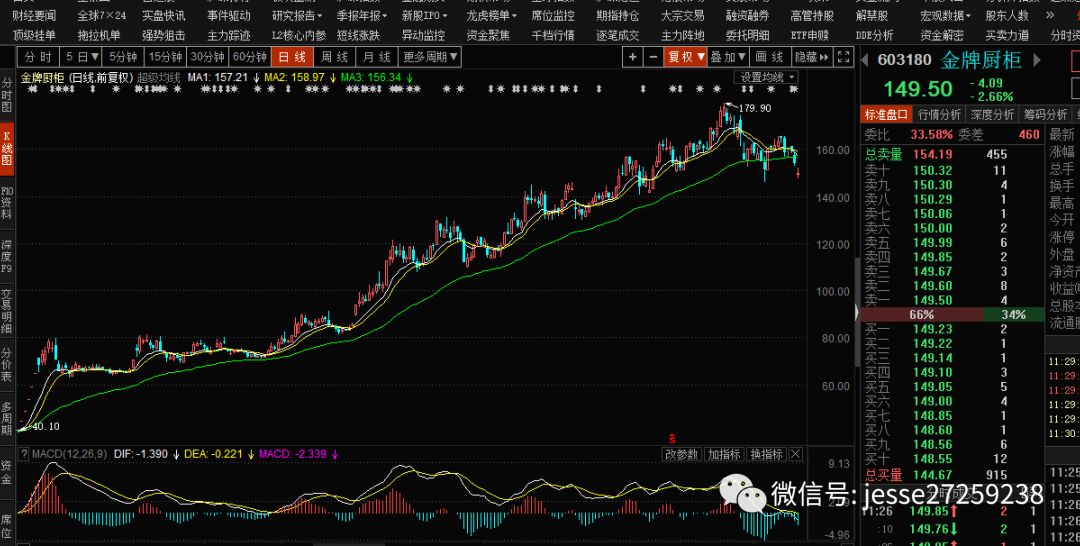 财经要闻 全球7×24 实盘快讯 事件驱动 研究报告 季报年报 新股IPO 龙虎榜单 席位监控 期指持仓 大宗交易 融资融券 高管持股 解禁股 宏观数据 股东人数 »
顶级挂单 拖拉机单 强势狙击 主力踪迹 L2核心内参 短线涨跌 异动监控 资金聚焦 千档行情 逐笔成交 主力阵地 委托明细 ETF申赎 DDE分析 资金解密 买卖力道 分时资
分时 5日 5分钟 15分钟 30分钟 60分钟 日线 周线 月线 更多周期 + − 复权 叠加 画线 隐藏
金牌厨柜 (日线,前复权) 超级均线 MA1: 157.21 ↓ MA2: 158.97 ↓ MA3: 156.34 ↓ 设置均线
分时图
K线图
F10资料
深度F9
交易明细
分价表
多周期
资金
席位
179.90
160.00
140.00
120.00
100.00
80.00
60.00
40.10
? MACD(12,26,9) DIF: -1.390 ↓ DEA: -0.221 ↓ MACD: -2.339 ↓ 改参数 加指标 换指标
9.13
-4.96
603180 金牌厨柜
149.50 -4.09
-2.66%
标准盘口 行情分析 深度分析 筹码分析
委比 33.58% 委差 460
总卖量 154.19 455
卖十 150.32 11
卖九 150.30 4
卖八 150.29 1
卖七 150.06 1
卖六 150.00 2
卖五 149.99 6
卖四 149.85 2
卖三 149.67 3
卖二 149.60 8
卖一 149.50 4
66% 34%
买一 149.23 2
买二 149.22 1
买三 149.14 1
买四 149.10 3
买五 149.05 5
买六 149.00 4
买七 148.85 1
买八 148.60 1
买九 148.56 6
买十 148.55 12
总买量 144.67 915
11:26 149.85 2 1
:10 149.76 2 1
最新
涨幅
总手
换手
最高
今开
涨停
外盘
净资产
收益
总股本
流通股
11:29:
11:29:
11:29:
11:29:
11:29:
11:30:
11:25
11:25
11:26
11:26
11:26
微信号: jesse27259238